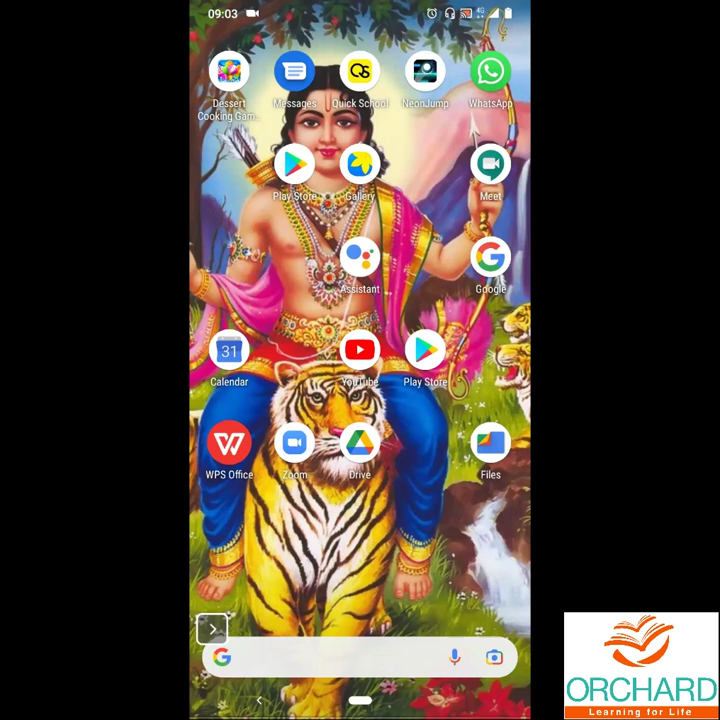 09:03
4G
Dessert
Cooking Gam..
Messages
Quick School
NeonJump
WhatsApp
Play Store
Gallery
Meet
Assistant
Google
31
Calendar
YouTube
Play Store
WPS Office
Zoom
Drive
Files
ORCHARD
Learning for Life